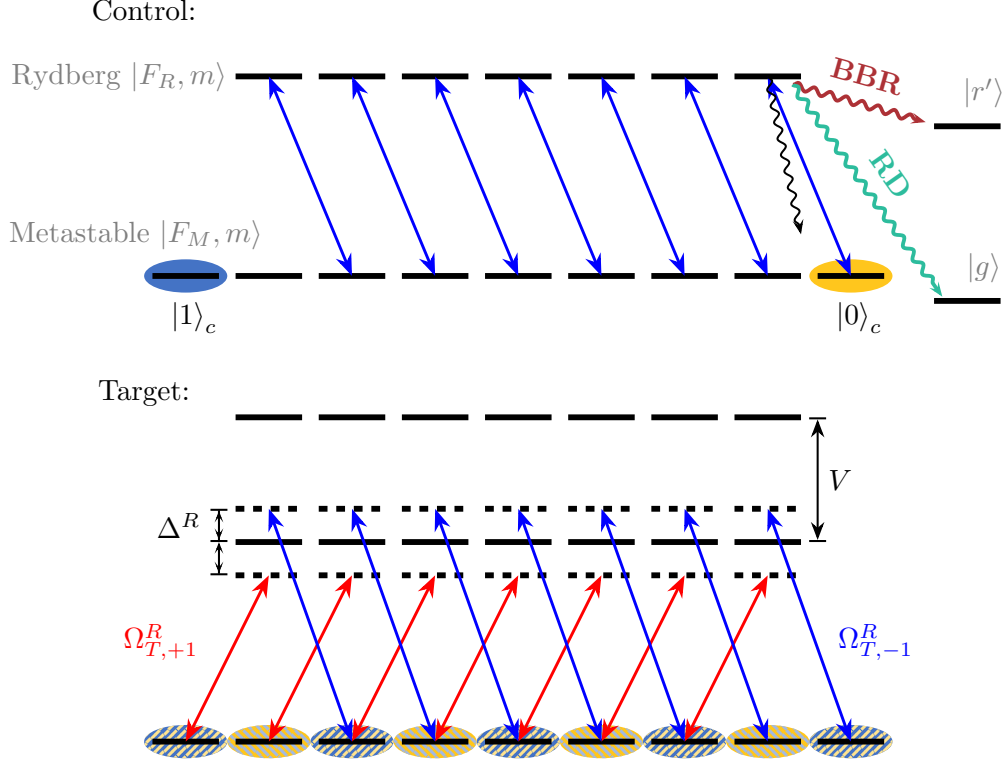 Control:
Rydberg |F_R, m⟩
BBR
|r′⟩
RD
Metastable |F_M, m⟩
|g⟩
|1⟩_c
|0⟩_c
Target:
V
Δ^R
Ω^R_{T,+1}
Ω^R_{T,−1}